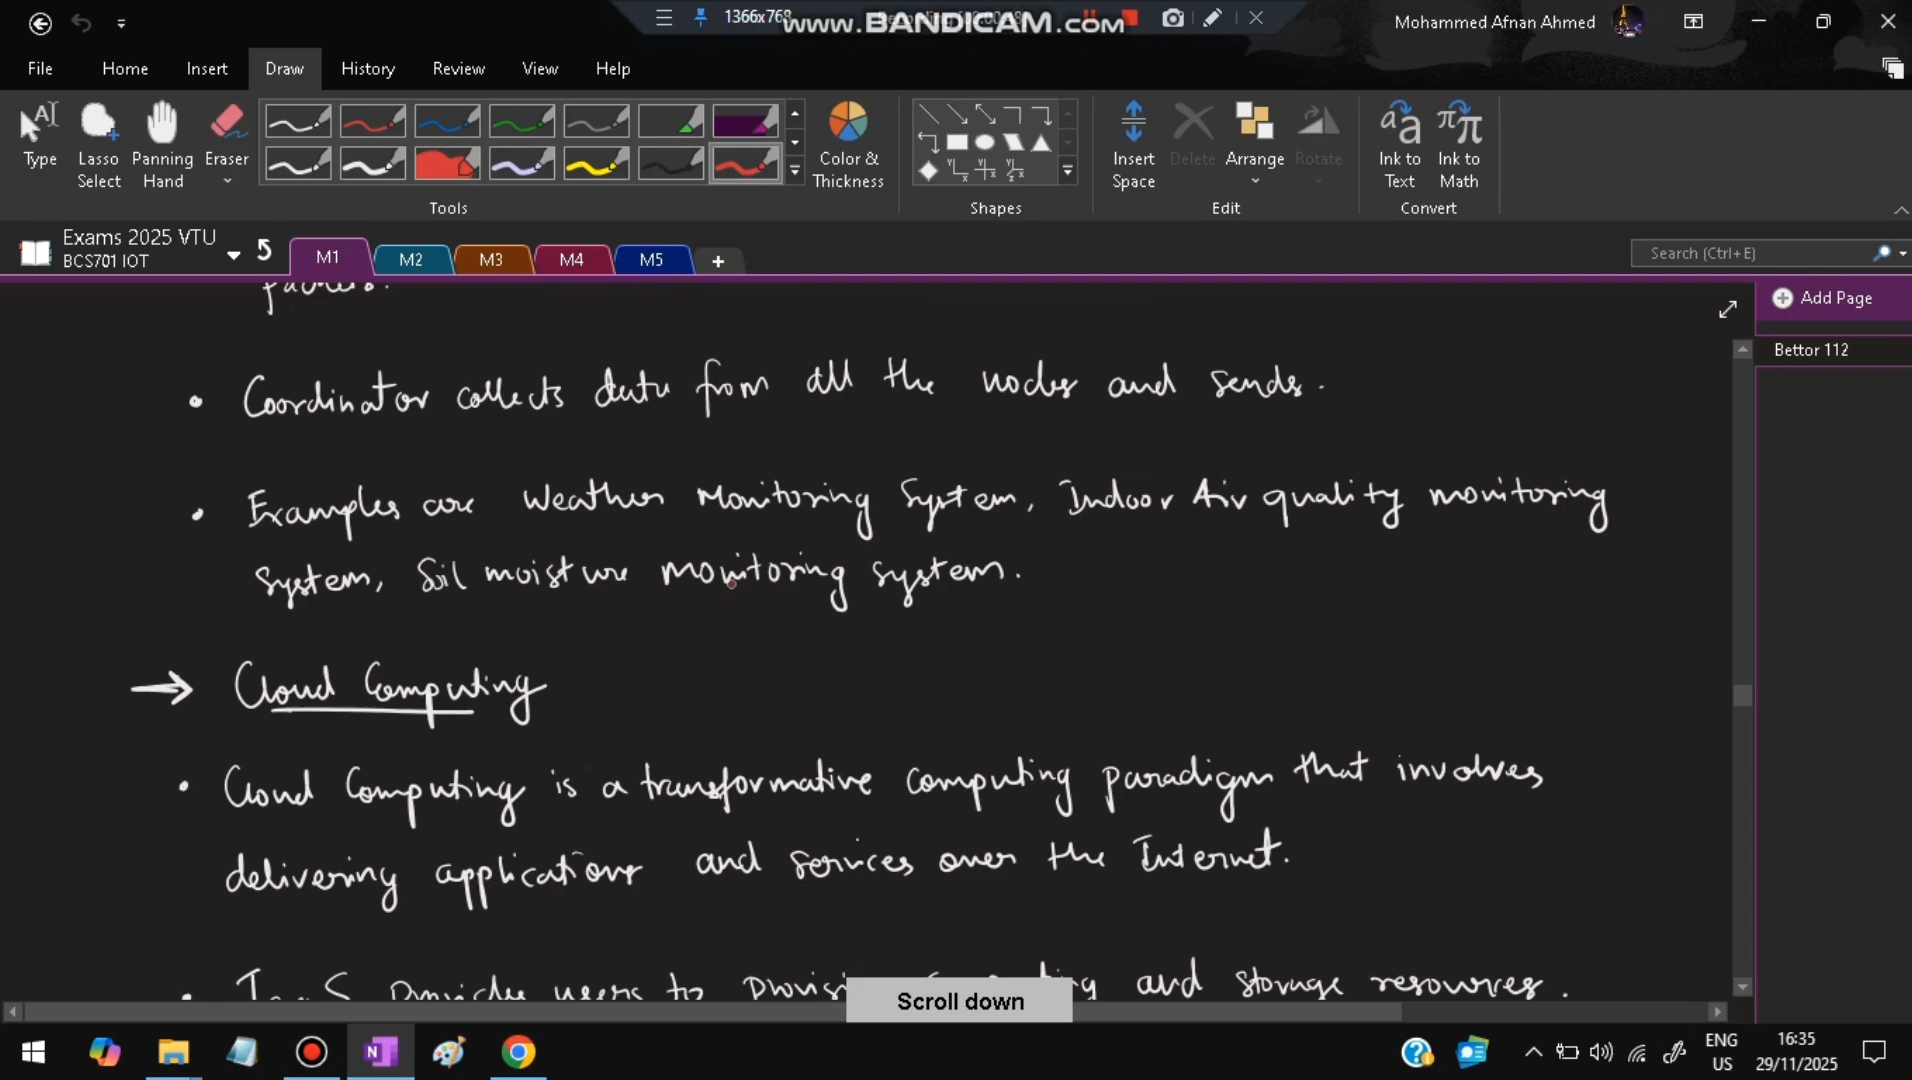 1366x768
www.BANDICAM.com
Mohammed Afnan Ahmed
File Home Insert Draw History Review View Help
Type
Lasso Select
Panning Hand
Eraser
Color & Thickness
Insert Space
Delete
Arrange
Rotate
Ink to Text
Ink to Math
Tools
Shapes
Edit
Convert
Exams 2025 VTU
BCS701 IOT
M1 M2 M3 M4 M5 +
Search (Ctrl+E)
Add Page
Bettor 112
• Coordinator collects data from all the nodes and sends.
• Examples are Weather Monitoring System, Indoor Air quality monitoring
system, Soil moisture monitoring system.
→ Cloud Computing
• Cloud Computing is a transformative computing paradigm that involves
delivering applications and services over the Internet.
• IaaS provides users to and storage resources.
Scroll down
ENG
US
16:35
29/11/2025